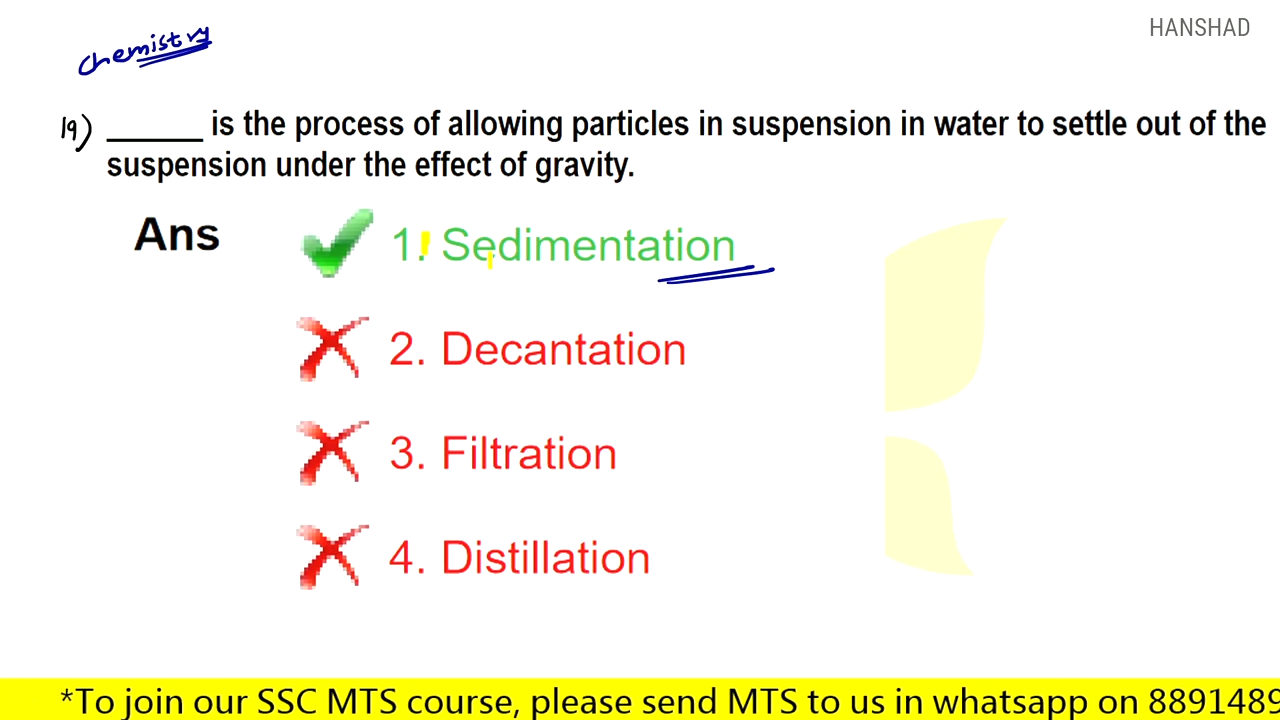 HANSHAD
Chemistry
19) ______ is the process of allowing particles in suspension in water to settle out of the
suspension under the effect of gravity.
Ans
1. Sedimentation
2. Decantation
3. Filtration
4. Distillation
*To join our SSC MTS course, please send MTS to us in whatsapp on 8891489